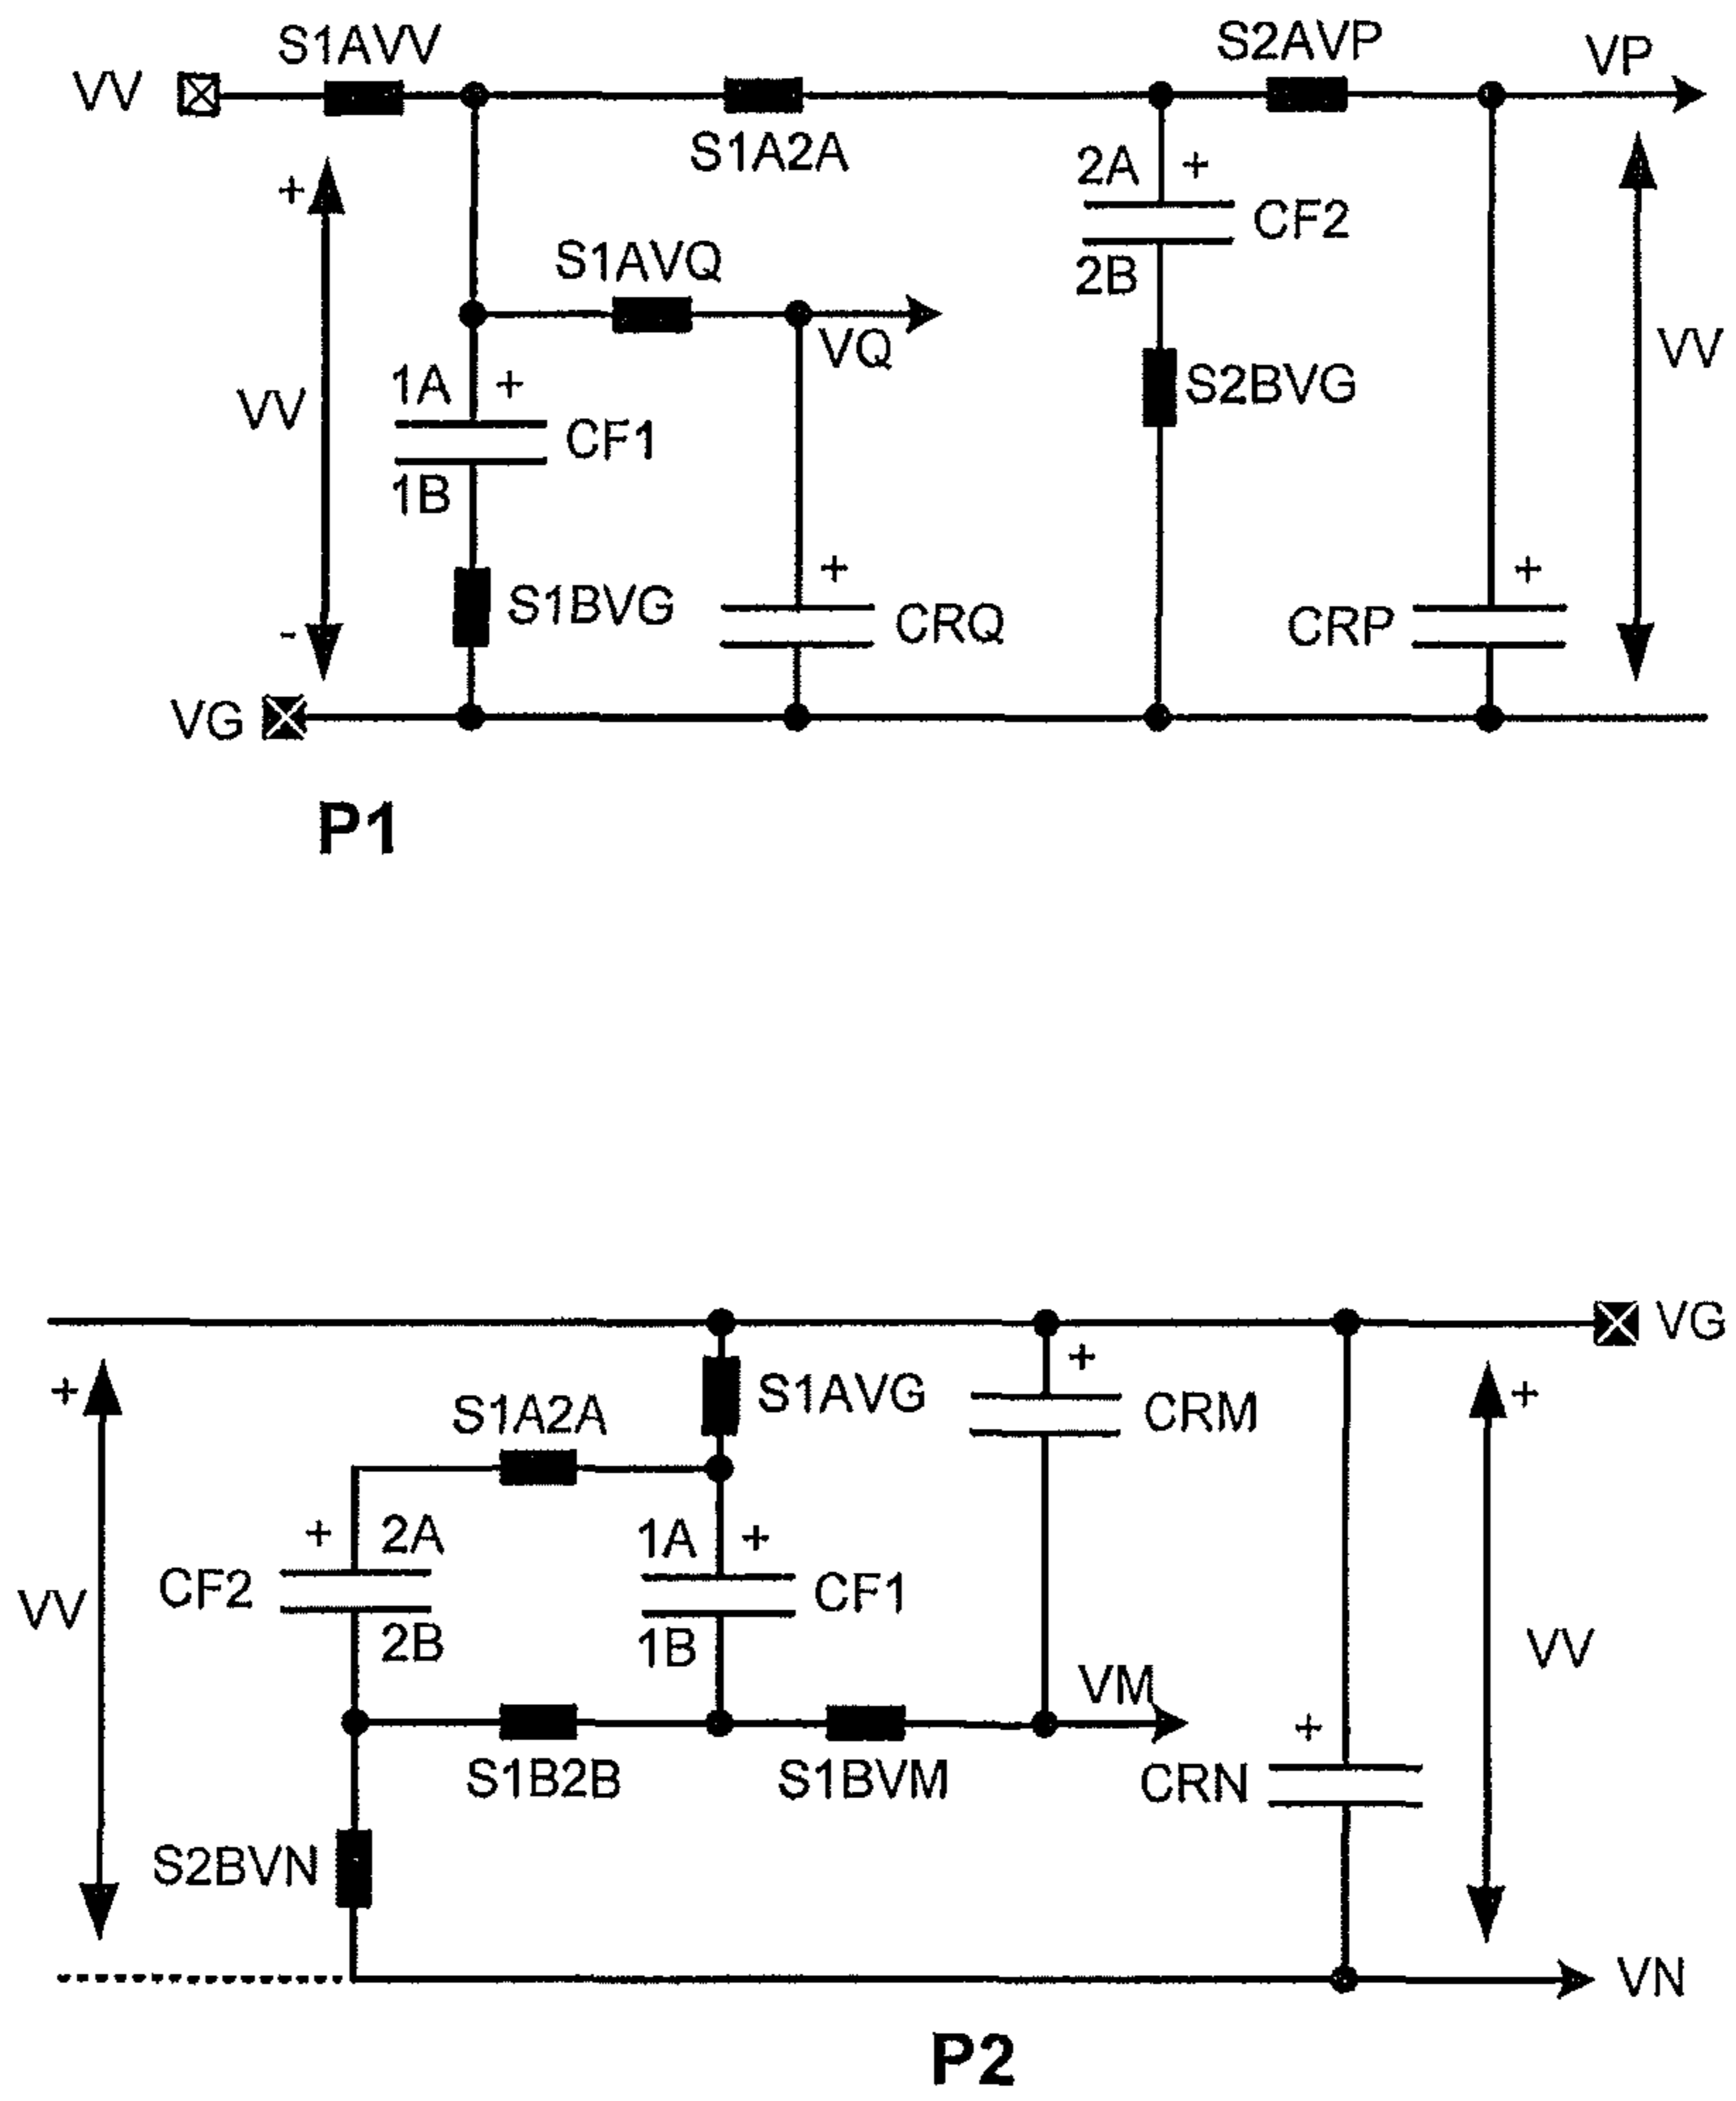 S1AVV
S2AVP
VP
VV
S1A2A
2A
+
CF2
2B
+
S1AVQ
VQ
VV
1A
+
CF1
1B
S2BVG
VV
S1BVG
+
CRQ
+
CRP
-
VG
P1
VG
+
+
S1AVG
CRM
+
S1A2A
+
2A
CF2
2B
1A
+
CF1
1B
VV
VV
VM
+
S1B2B
S1BVM
CRN
S2BVN
VN
P2